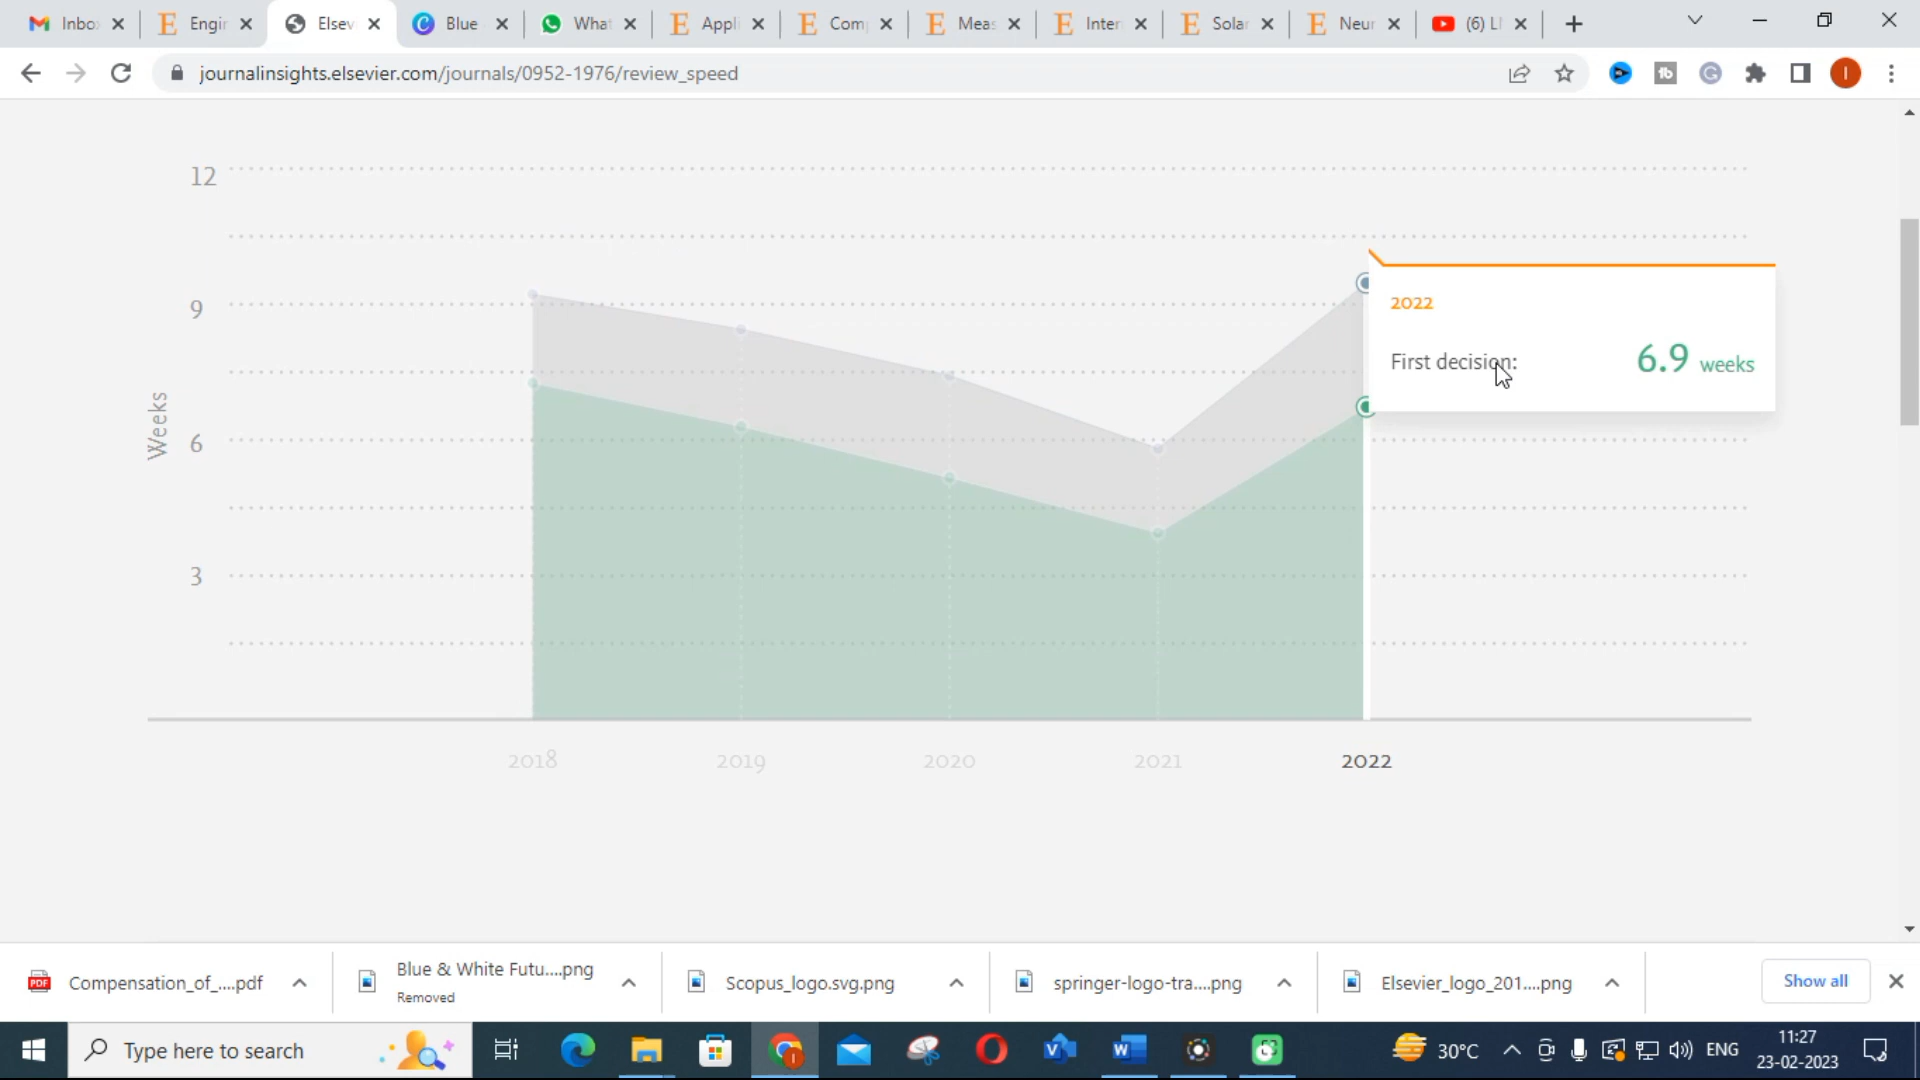 Inbo
Engir
Elsev
Blue
What
Appli
Com
Meas
Inter
Solar
Neur
(6) LI
journalinsights.elsevier.com/journals/0952-1976/review_speed
12
9
6
3
Weeks
2022
First decision: 6.9 weeks
2018 2019 2020 2021 2022
Compensation_of_....pdf
Blue & White Futu....png
Removed
Scopus_logo.svg.png
springer-logo-tra....png
Elsevier_logo_201....png
Show all
Type here to search
30°C
ENG
11:27
23-02-2023